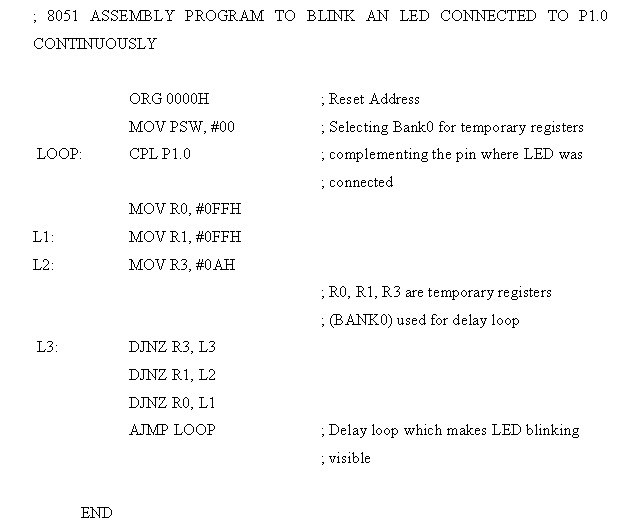 ; 8051 ASSEMBLY PROGRAM TO BLINK AN LED CONNECTED TO P1.0
CONTINUOUSLY
ORG 0000H ; Reset Address
MOV PSW, #00 ; Selecting Bank0 for temporary registers
LOOP: CPL P1.0 ; complementing the pin where LED was
; connected
MOV R0, #0FFH
L1: MOV R1, #0FFH
L2: MOV R3, #0AH
; R0, R1, R3 are temporary registers
; (BANK0) used for delay loop
L3: DJNZ R3, L3
DJNZ R1, L2
DJNZ R0, L1
AJMP LOOP ; Delay loop which makes LED blinking
; visible
END